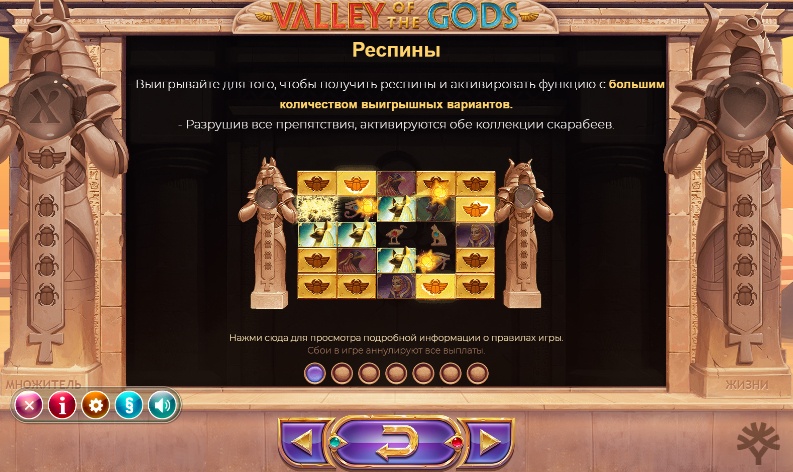 VALLEY OF THE GODS
Респины
Выигрывайте для того, чтобы получить респины и активировать функцию с большим
количеством выигрышных вариантов.
- Разрушив все препятствия, активируются обе коллекции скарабеев.
X
Нажми сюда для просмотра подробной информации о правилах игры.
Сбои в игре аннулируют все выплаты.
МНОЖИТЕЛЬ
ЖИЗНИ
i
§